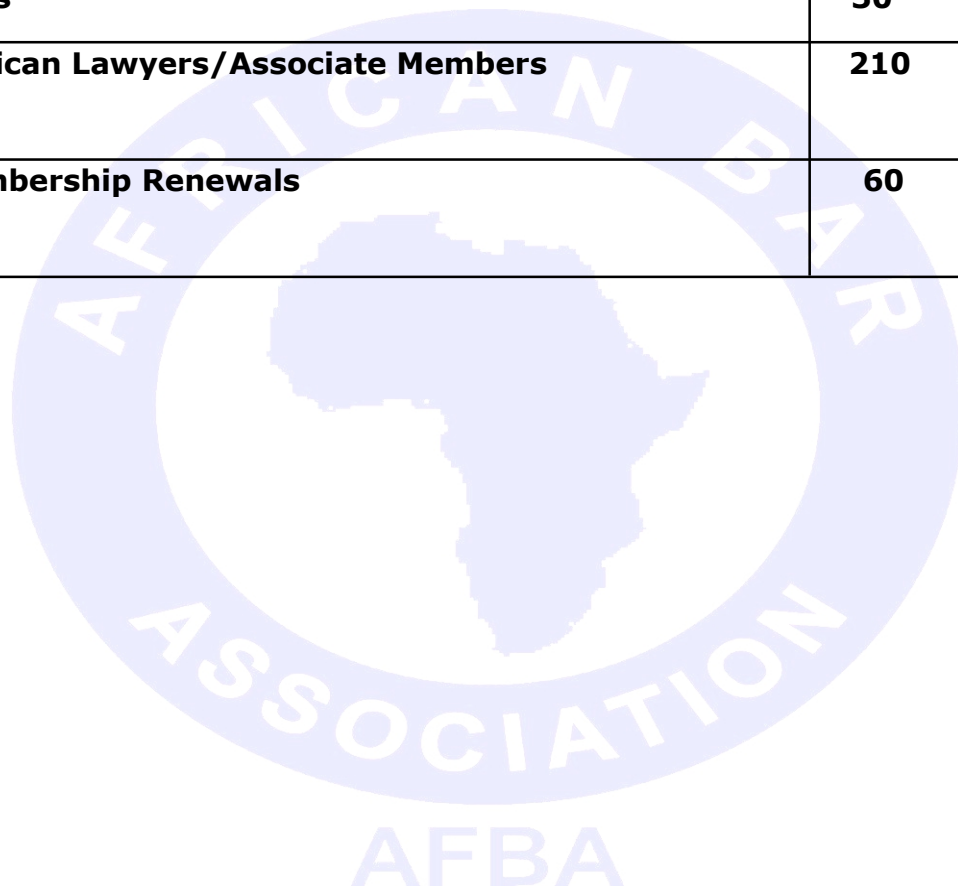 s
ican Lawyers/Associate Members 210
nbership Renewals 60
AFRICAN BAR
ASSOCIATION
AFBA